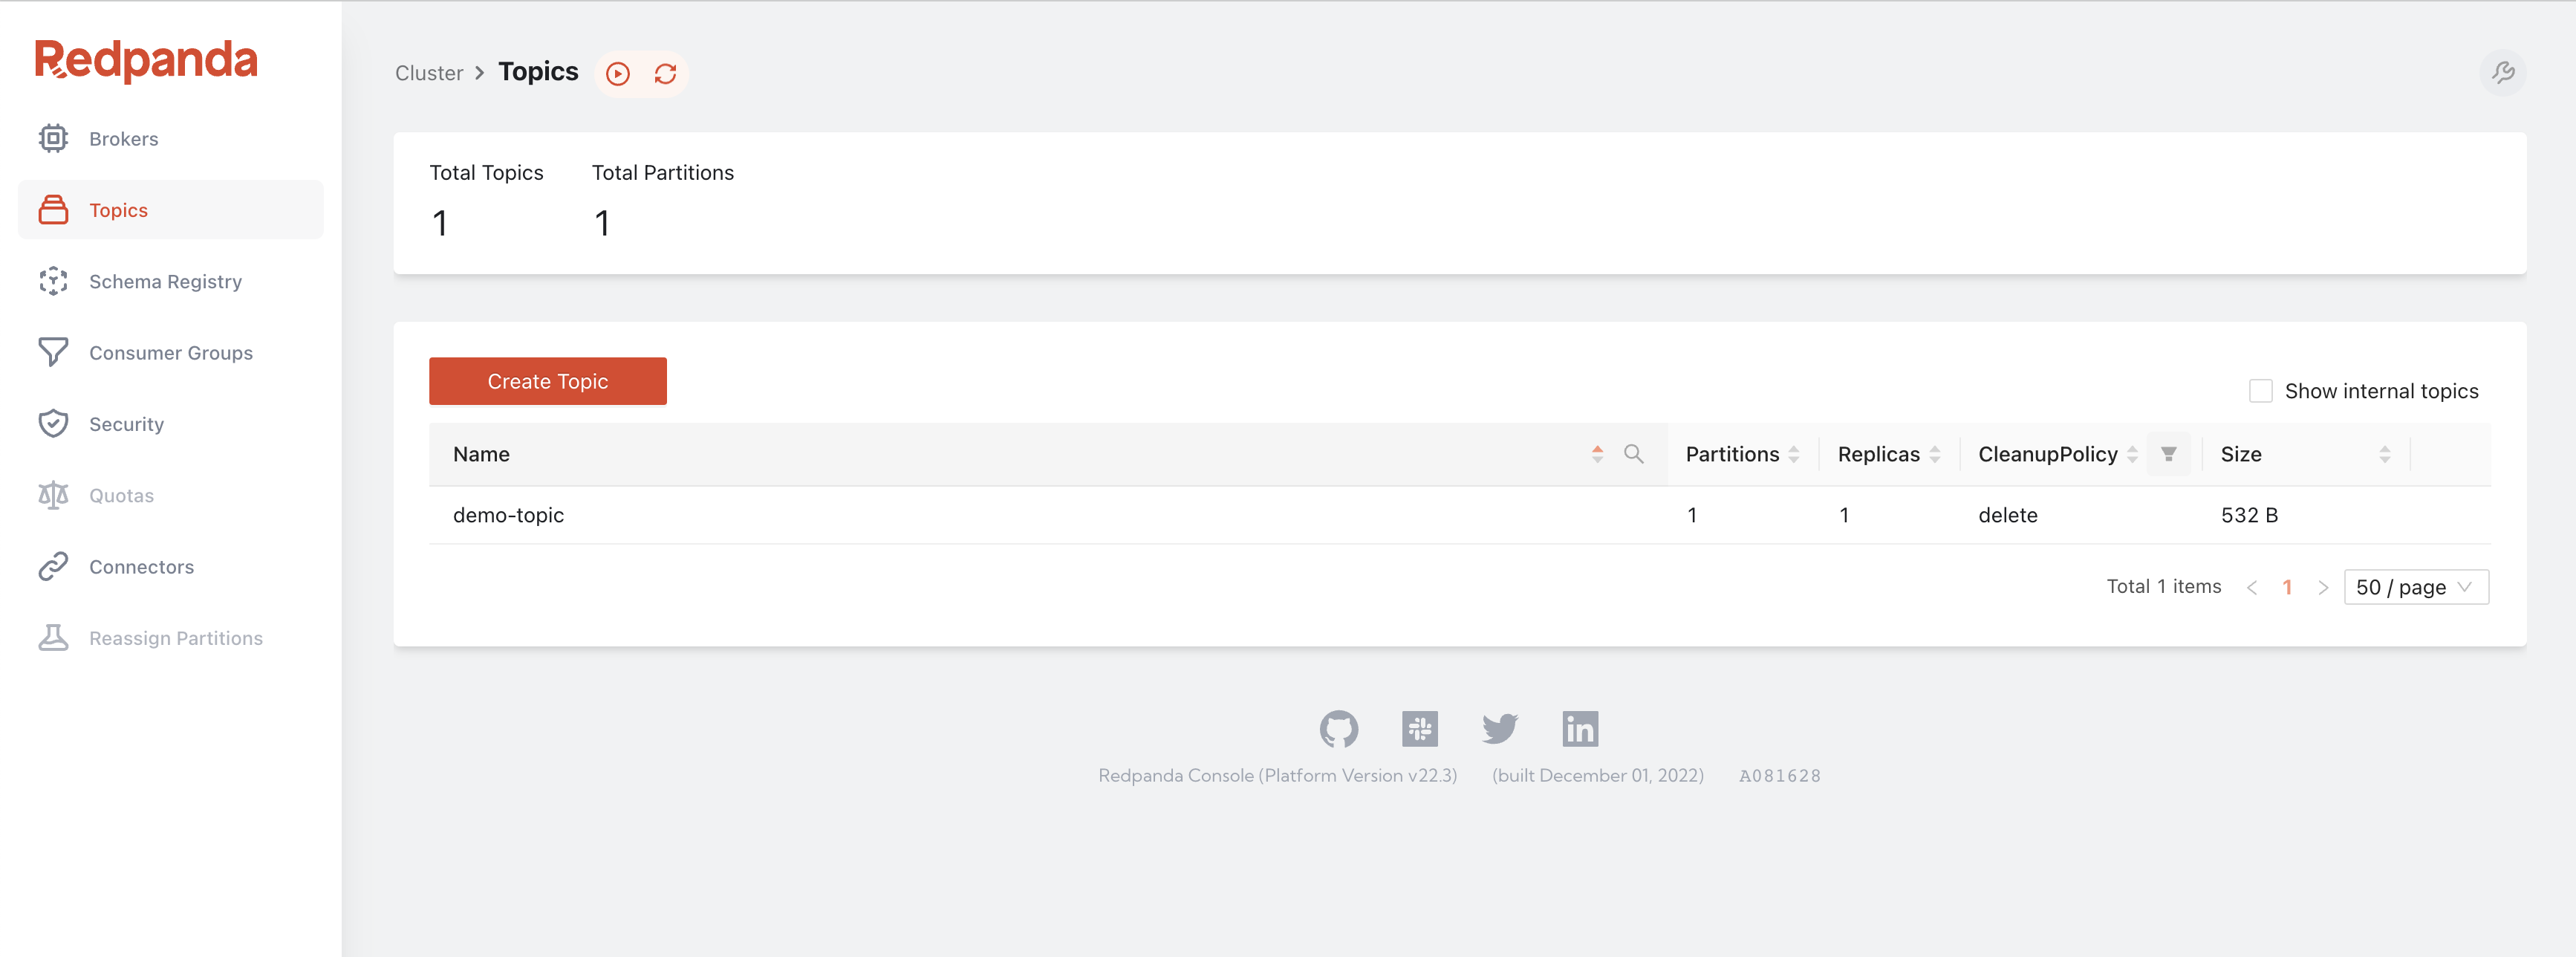 Redpanda
Brokers
Topics
Schema Registry
Consumer Groups
Security
Quotas
Connectors
Reassign Partitions
Cluster > Topics
Total Topics Total Partitions
1 1
Create Topic
Show internal topics
Name Partitions Replicas CleanupPolicy Size
demo-topic 1 1 delete 532 B
Total 1 items < 1 > 50 / page
in
Redpanda Console (Platform Version v22.3) (built December 01, 2022) A081628